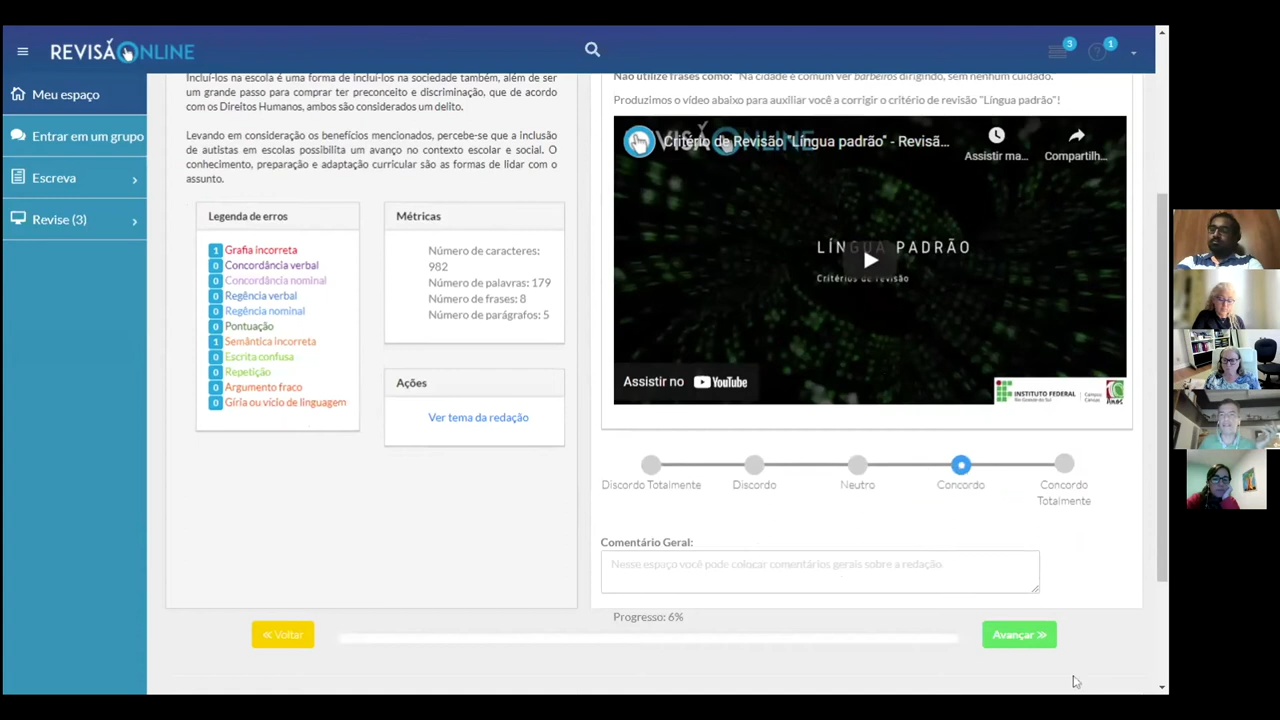 REVISÃONLINE
3
1
Meu espaço
Entrar em um grupo
Escreva
Revise (3)
Incluí-los na escola é uma forma de incluí-los na sociedade também, além de ser
um grande passo para comprar ter preconceito e discriminação, que de acordo
com os Direitos Humanos, ambos são considerados um delito.
Levando em consideração os benefícios mencionados, percebe-se que a inclusão
de autistas em escolas possibilita um avanço no contexto escolar e social. O
conhecimento, preparação e adaptação curricular são as formas de lidar com o
assunto.
Legenda de erros
1 Grafia incorreta
0 Concordância verbal
0 Concordância nominal
0 Regência verbal
0 Regência nominal
0 Pontuação
1 Semântica incorreta
0 Escrita confusa
0 Repetição
0 Argumento fraco
0 Gíria ou vício de linguagem
Métricas
Número de caracteres:
982
Número de palavras: 179
Número de frases: 8
Número de parágrafos: 5
Ações
Ver tema da redação
Não utilize frases como: "Na cidade é comum ver barbeiros dirigindo, sem nenhum cuidado.
Produzimos o vídeo abaixo para auxiliar você a corrigir o critério de revisão "Língua padrão"!
Critério de Revisão "Língua padrão" - Revisã...
Assistir ma...
Compartilh...
LÍNGUA PADRÃO
Critérios de revisão
Assistir no YouTube
INSTITUTO FEDERAL
Rio Grande do Sul
Campus
Canoas
Discordo Totalmente
Discordo
Neutro
Concordo
Concordo
Totalmente
Comentário Geral:
Nesse espaço você pode colocar comentários gerais sobre a redação.
Progresso: 6%
« Voltar
Avançar »